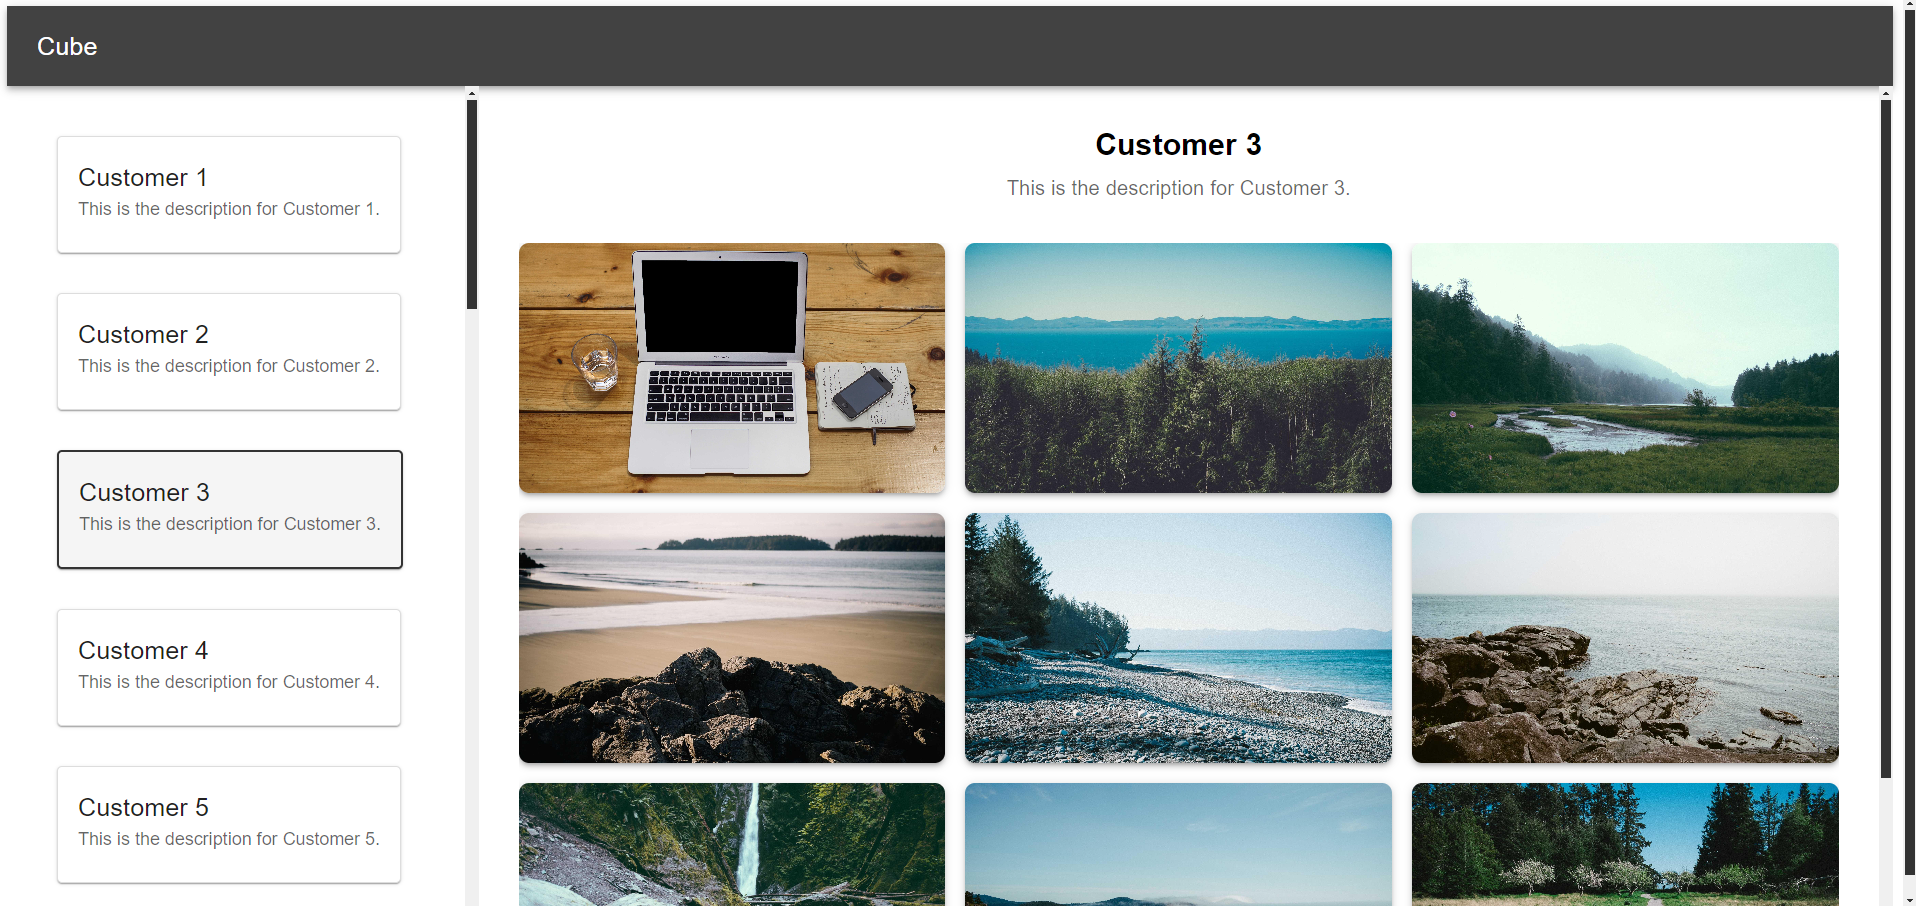 Cube
Customer 1
This is the description for Customer 1.
Customer 2
This is the description for Customer 2.
Customer 3
This is the description for Customer 3.
Customer 4
This is the description for Customer 4.
Customer 5
This is the description for Customer 5.
Customer 3
This is the description for Customer 3.